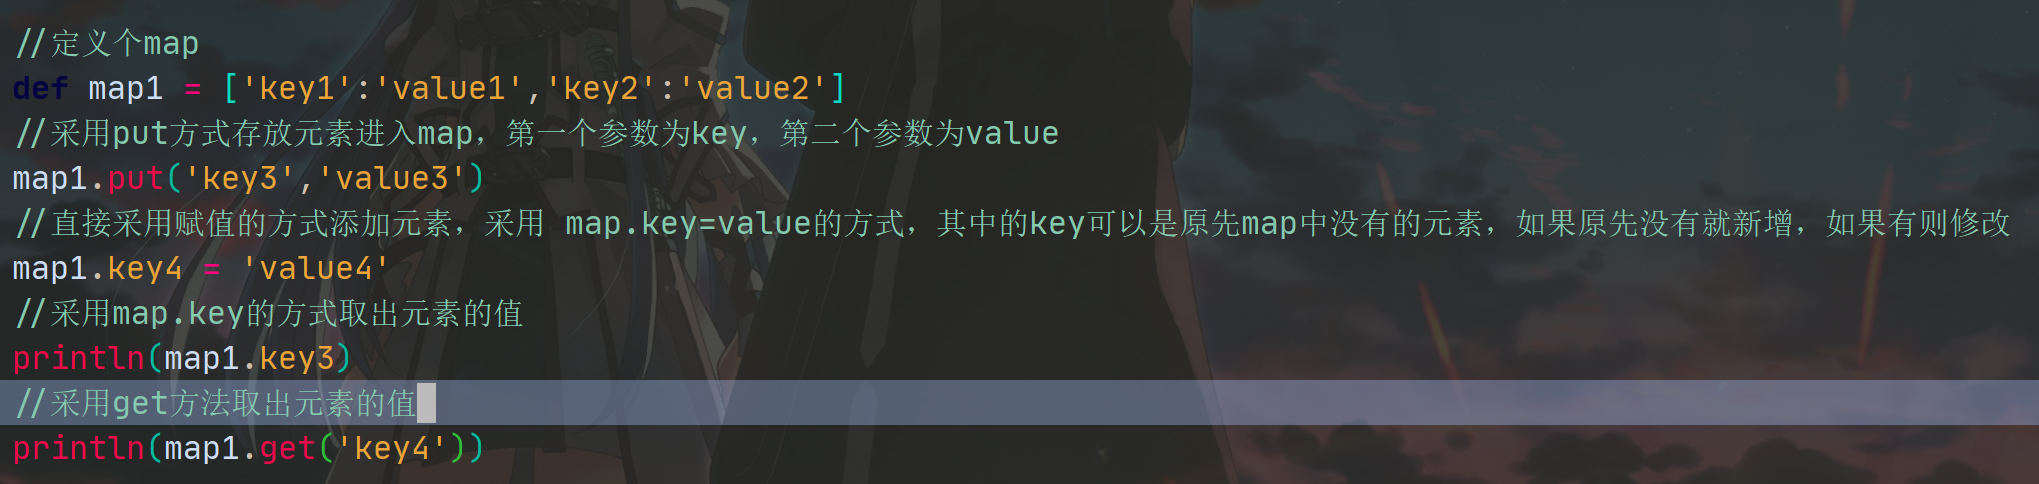 //定义个map
def map1 = ['key1':'value1','key2':'value2']
//采用put方式存放元素进入map，第一个参数为key，第二个参数为value
map1.put('key3','value3')
//直接采用赋值的方式添加元素，采用 map.key=value的方式，其中的key可以是原先map中没有的元素，如果原先没有就新增，如果有则修改
map1.key4 = 'value4'
//采用map.key的方式取出元素的值
println(map1.key3)
//采用get方法取出元素的值
println(map1.get('key4'))